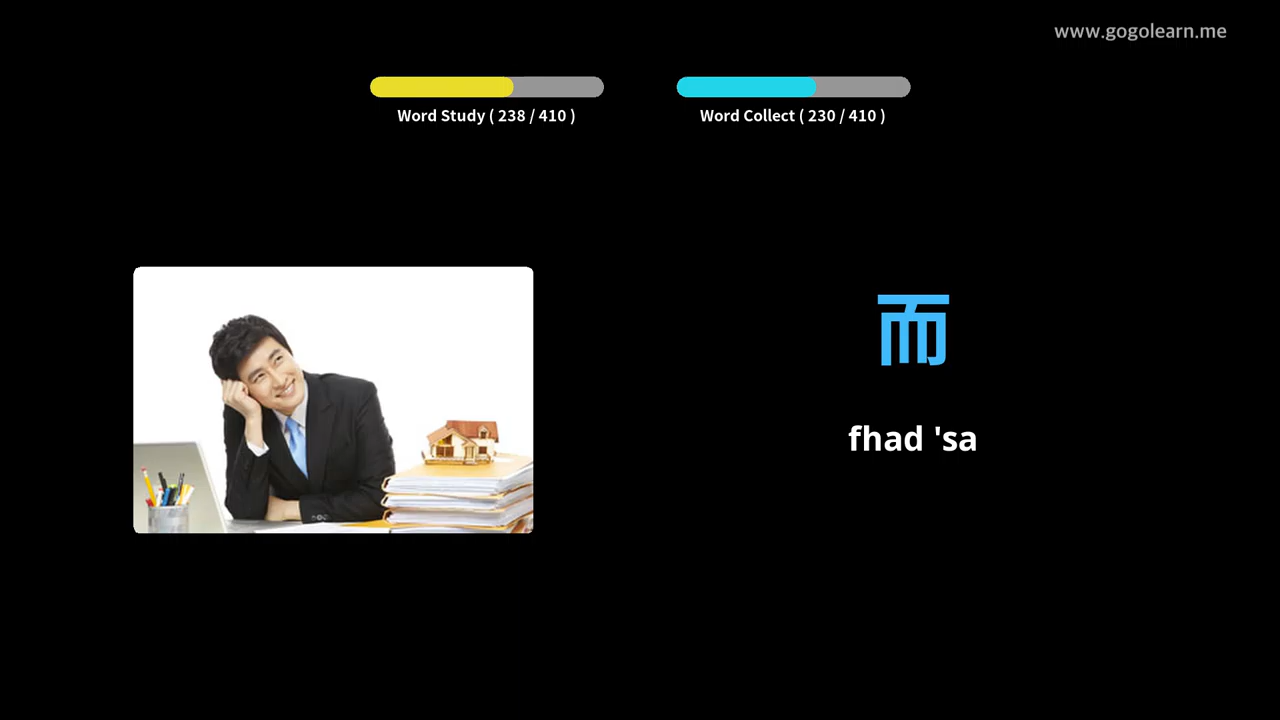 www.gogolearn.me
Word Study ( 238 / 410 )
Word Collect ( 230 / 410 )
而
fhad 'sa